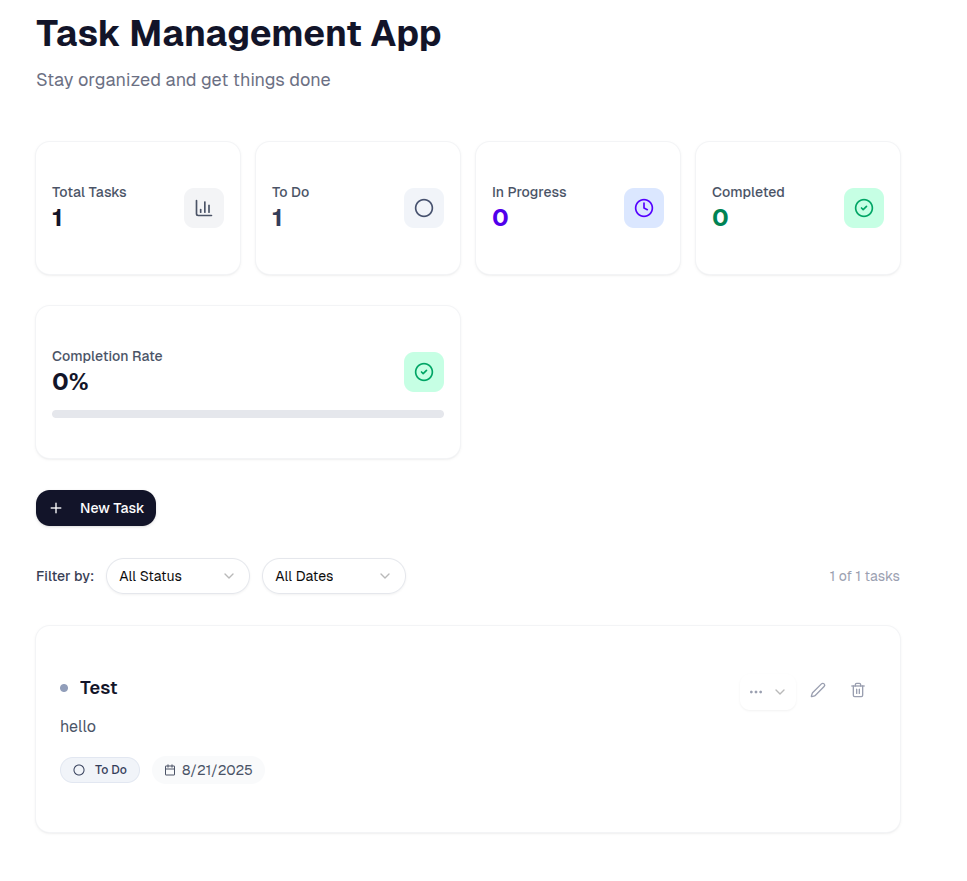 Task Management App
Stay organized and get things done
Total Tasks
1
To Do
1
In Progress
0
Completed
0
Completion Rate
0%
New Task
Filter by: All Status All Dates 1 of 1 tasks
Test
hello
To Do 8/21/2025